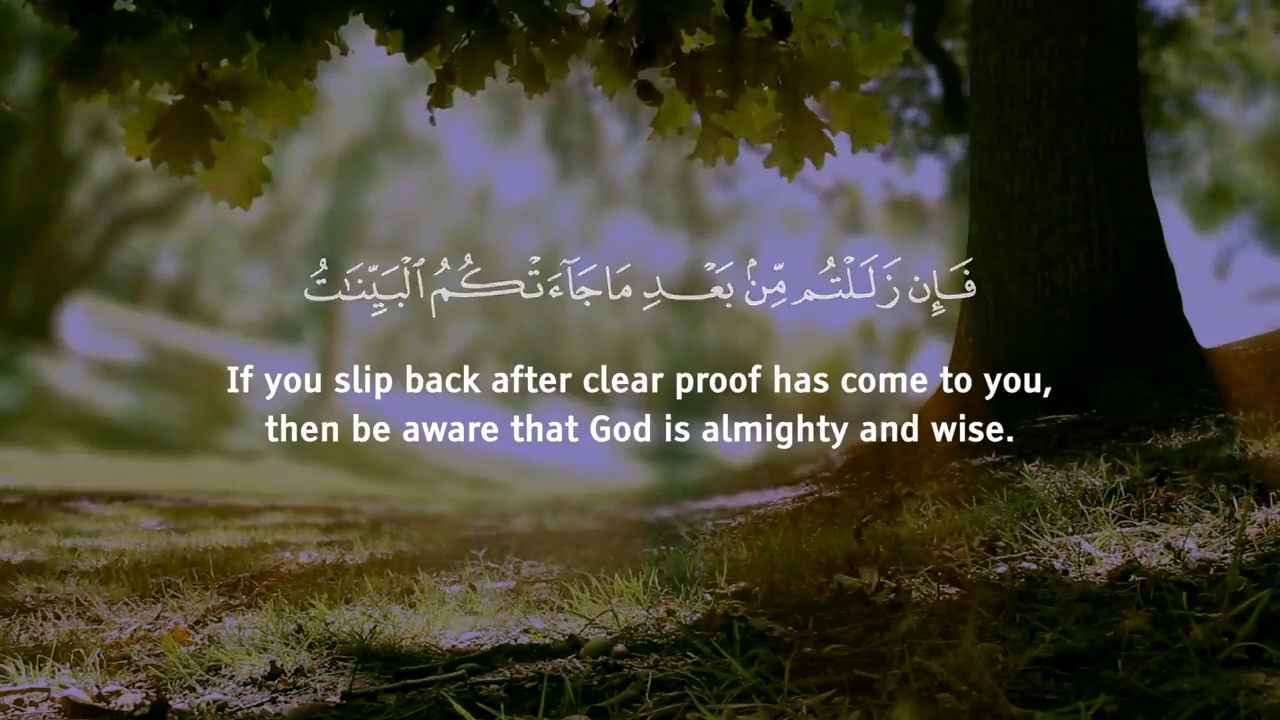 فَإِن زَلَلْتُم مِّنۢ بَعْدِ مَا جَآءَتْكُمُ ٱلْبَيِّنَـٰتُ
If you slip back after clear proof has come to you,
then be aware that God is almighty and wise.